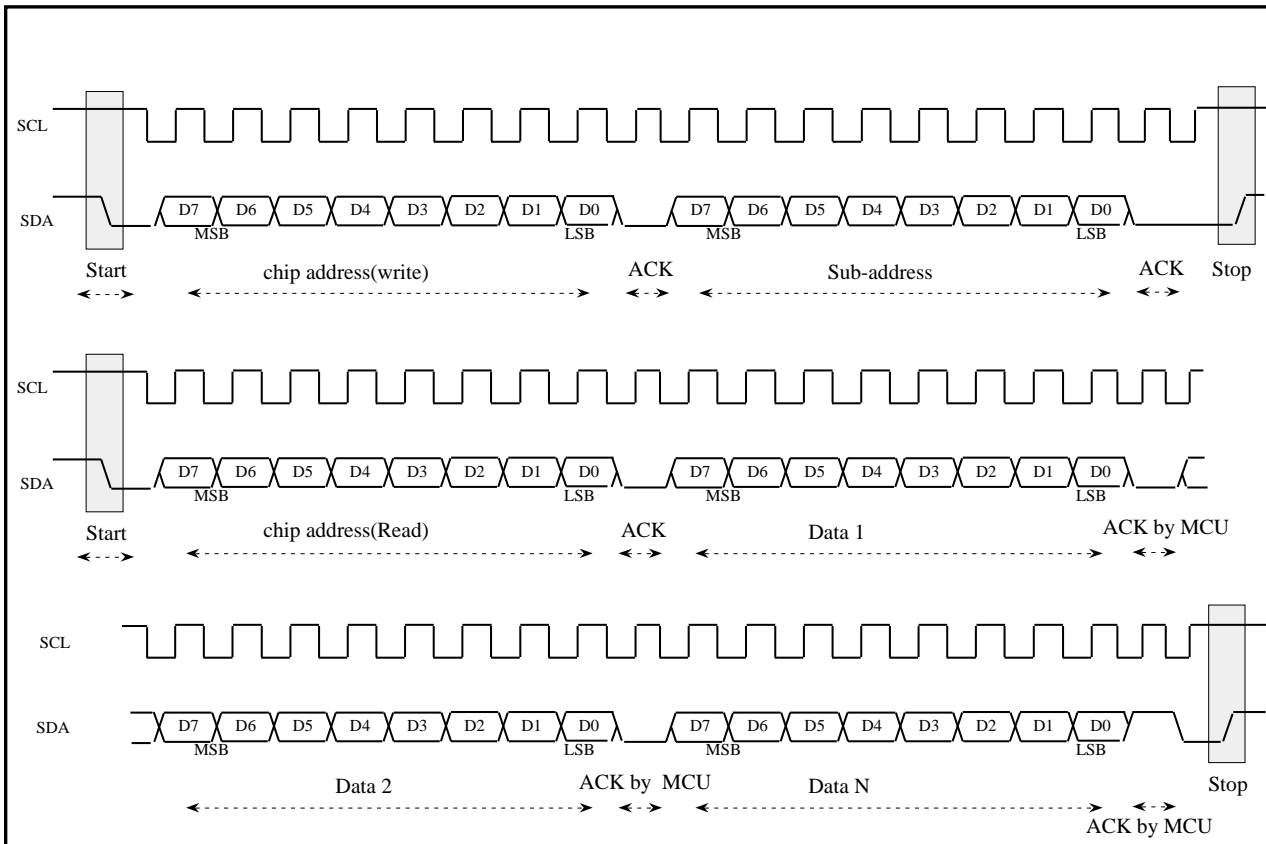 SCL
SDA
D7 D6 D5 D4 D3 D2 D1 D0 D7 D6 D5 D4 D3 D2 D1 D0
MSB LSB MSB LSB
Start chip address(write) ACK Sub-address ACK Stop
SCL
SDA
D7 D6 D5 D4 D3 D2 D1 D0 D7 D6 D5 D4 D3 D2 D1 D0
MSB LSB MSB LSB
Start chip address(Read) ACK Data 1 ACK by MCU
SCL
SDA
D7 D6 D5 D4 D3 D2 D1 D0 D7 D6 D5 D4 D3 D2 D1 D0
MSB LSB MSB LSB
Data 2 ACK by MCU Data N Stop
ACK by MCU